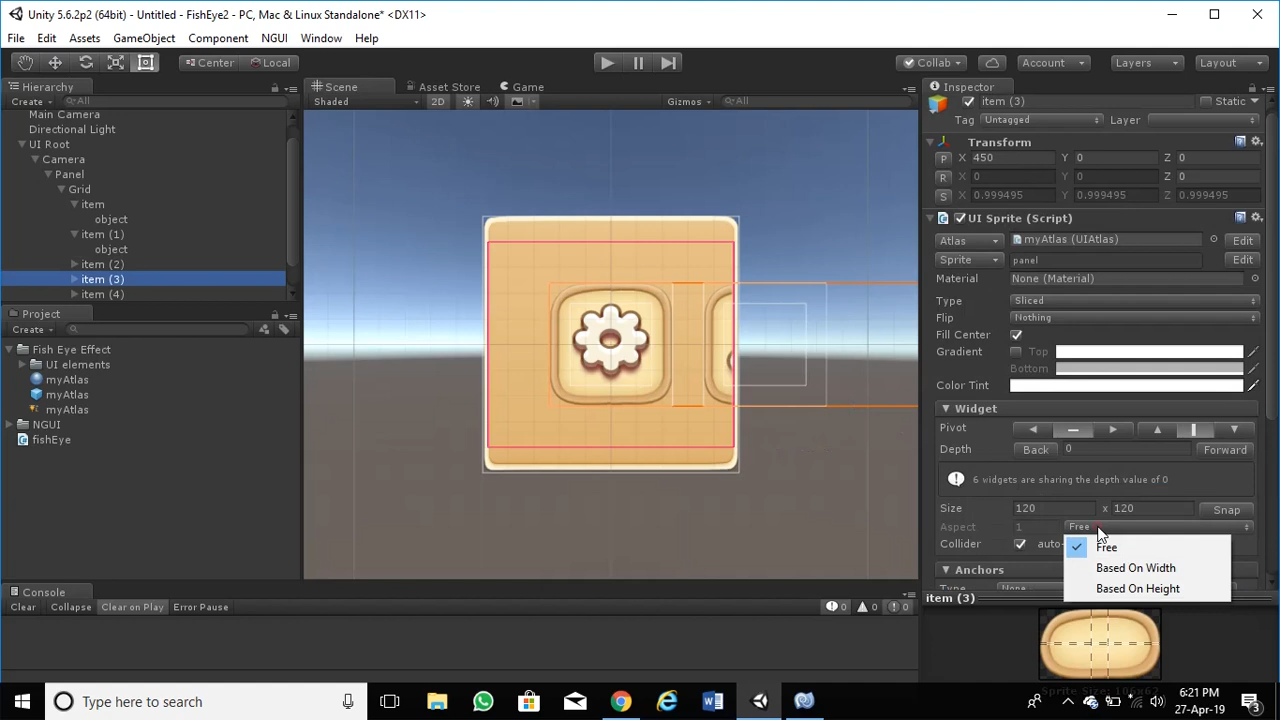 Unity 5.6.2p2 (64bit) - Untitled - FishEye2 - PC, Mac & Linux Standalone* <DX11>
File Edit Assets GameObject Component NGUI Window Help
Center Local Collab Account Layers Layout
Hierarchy
Create All
Main Camera
Directional Light
UI Root
Camera
Panel
Grid
item
object
item (1)
object
item (2)
item (3)
item (4)
Project
Create
Fish Eye Effect
UI elements
myAtlas
myAtlas
myAtlas
NGUI
fishEye
Scene Asset Store Game
Shaded 2D Gizmos All
Console
Clear Collapse Clear on Play Error Pause 0 0 0
Inspector
item (3) Static
Tag Untagged Layer
Transform
P X 450 Y 0 Z 0
R X 0 Y 0 Z 0
S X 0.999495 Y 0.999495 Z 0.999495
UI Sprite (Script)
Atlas myAtlas (UIAtlas) Edit
Sprite panel Edit
Material None (Material)
Type Sliced
Flip Nothing
Fill Center
Gradient Top
Bottom
Color Tint
Widget
Pivot
Depth Back 0 Forward
6 widgets are sharing the depth value of 0
Size 120 x 120 Snap
Aspect 1 Free
Collider auto-
Free
Based On Width
Based On Height
Anchors
Type None
item (3)
Sprite Size: 106x62
Type here to search
6:21 PM
27-Apr-19
3